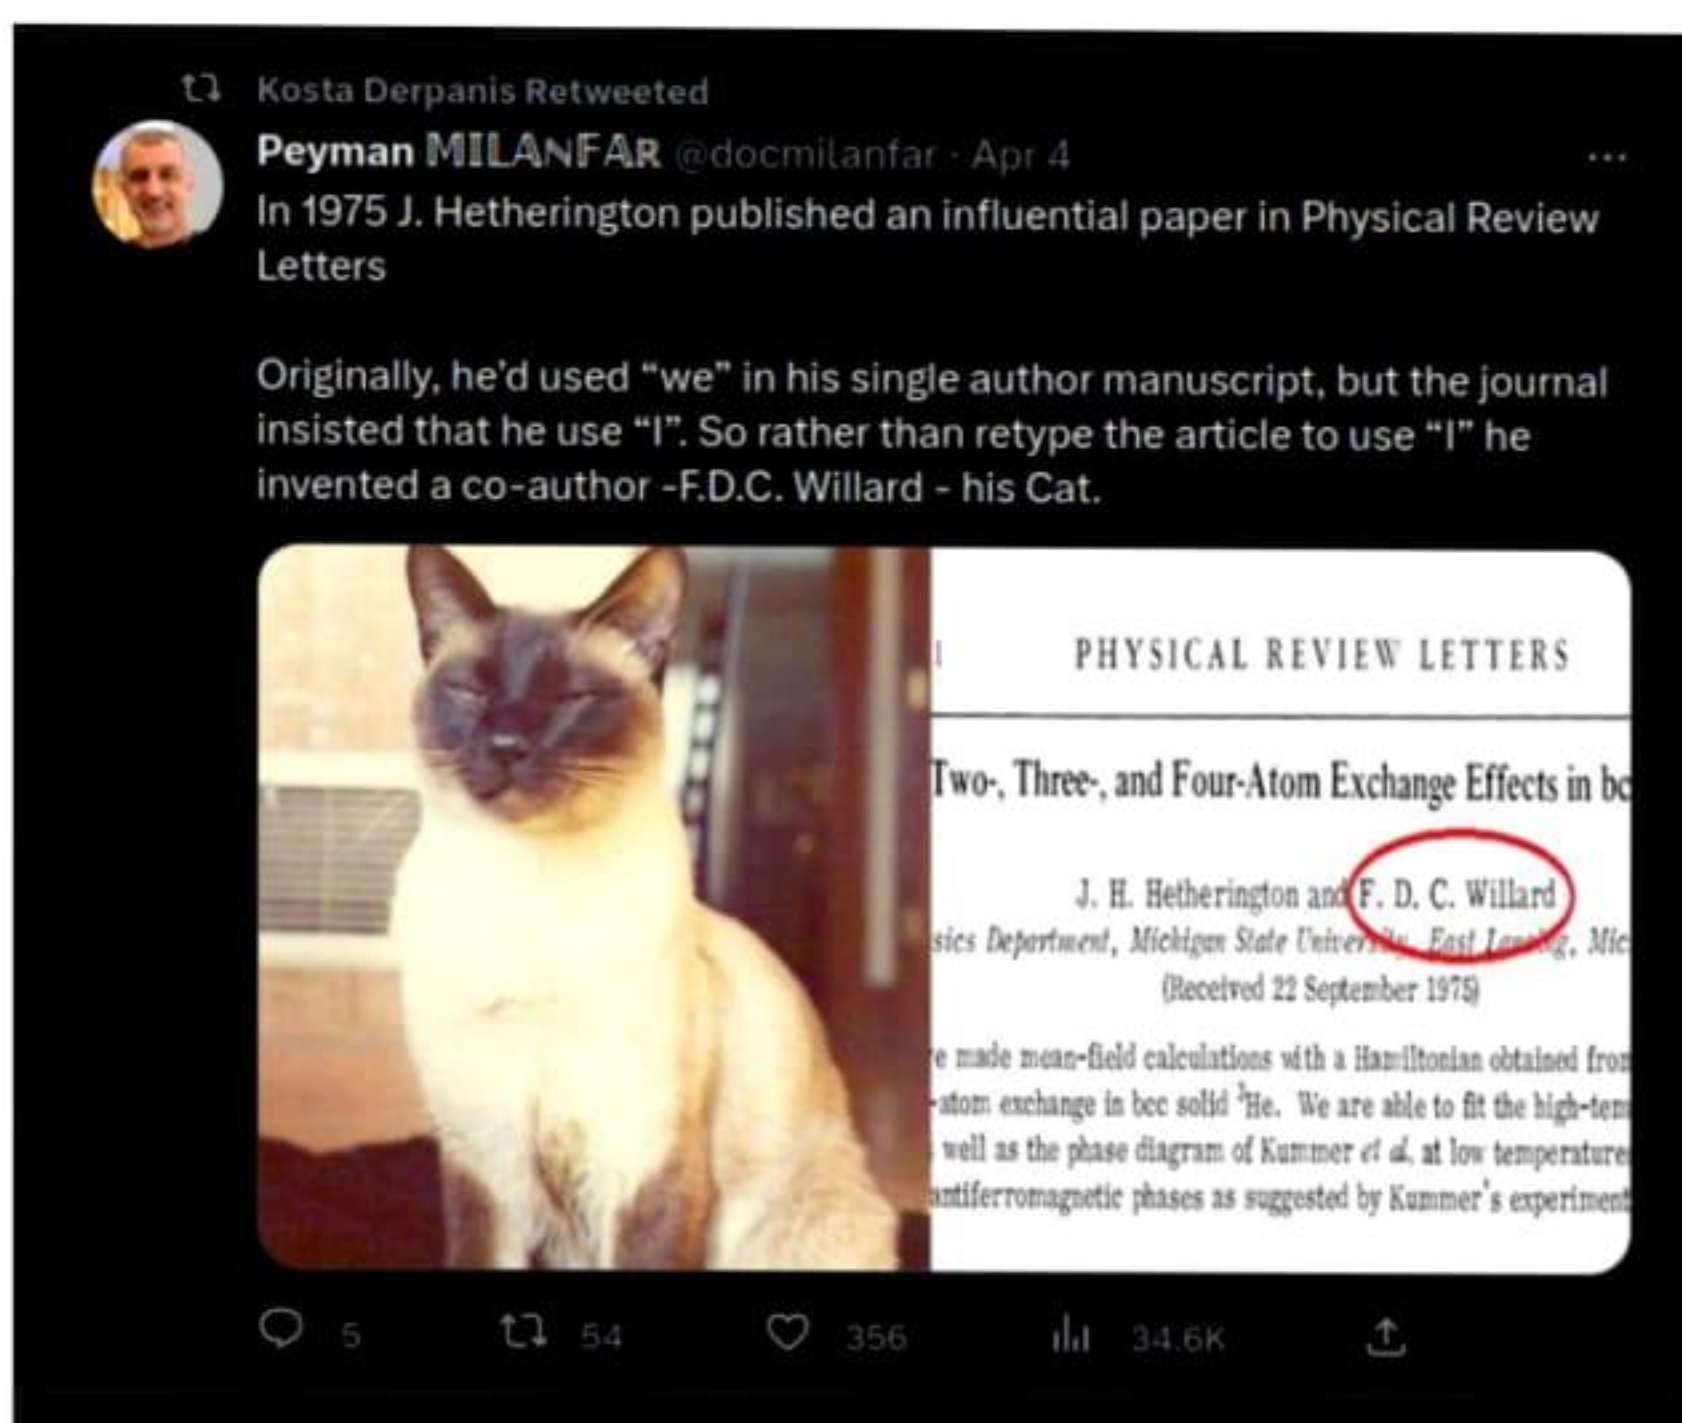 Kosta Derpanis Retweeted
Peyman MILANFAR @docmilanfar · Apr 4
In 1975 J. Hetherington published an influential paper in Physical Review
Letters
Originally, he'd used “we” in his single author manuscript, but the journal
insisted that he use “I”. So rather than retype the article to use “I” he
invented a co-author -F.D.C. Willard - his Cat.
PHYSICAL REVIEW LETTERS
Two-, Three-, and Four-Atom Exchange Effects in bc
J. H. Hetherington and F. D. C. Willard
sics Department, Michigan State University, East Lansing, Mic
(Received 22 September 1975)
e made mean-field calculations with a Hamiltonian obtained from
-atom exchange in bcc solid ³He. We are able to fit the high-tem
well as the phase diagram of Kummer et al. at low temperature
antiferromagnetic phases as suggested by Kummer's experiment
5 54 356 34.6K